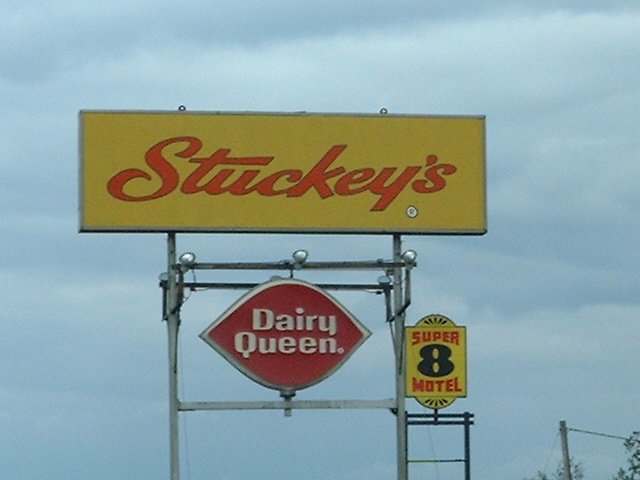 Stuckey's
®
Dairy
Queen.
SUPER
8
MOTEL